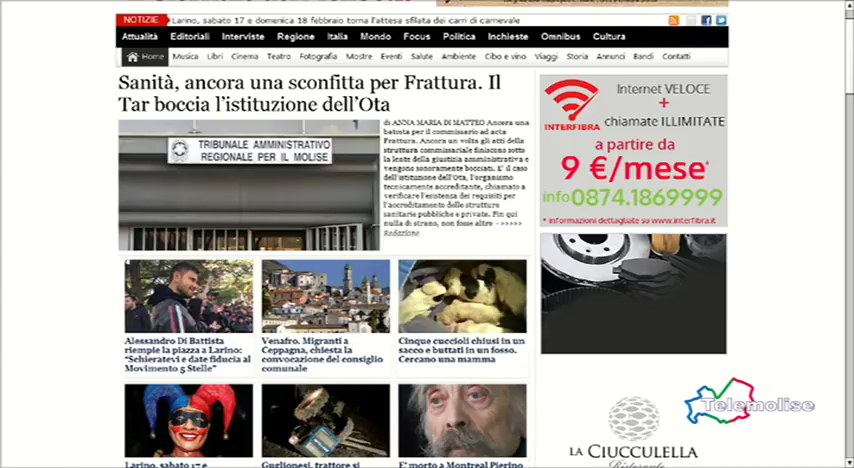 NOTIZIE
Larino, sabato 17 e domenica 18 febbraio torna l'attesa sfilata dei carri di carnevale
Attualità Editoriali Interviste Regione Italia Mondo Focus Politica Inchieste Omnibus Cultura
Home Musica Libri Cinema Teatro Fotografia Mostre Eventi Salute Ambiente Cibo e vino Viaggi Storia Annunci Bandi Contatti
Sanità, ancora una sconfitta per Frattura. Il
Tar boccia l'istituzione dell'Ota
TRIBUNALE AMMINISTRATIVO
REGIONALE PER IL MOLISE
di ANNA MARIA DI MATTEO Ancora una
batosta per il commissario ad acta
Frattura. Ancora un volta gli atti della
struttura commissariale finiscono sotto
la lente della giustizia amministrativa e
vengono sonoramente bocciati. E' il caso
dell'istituzione dell'Ota, l'organismo
tecnicamente accreditante, chiamato a
verificare l'esistenza dei requisiti per
l'accreditamento delle strutture
sanitarie pubbliche e private. Fin qui
nulla di strano, non fosse altro - >>>>>
Redazione
Internet VELOCE
+
chiamate ILLIMITATE
INTERFIBRA
a partire da
9 €/mese*
info0874.1869999
* informazioni dettagliate su www.interfibra.it
Alessandro Di Battista
riempie la piazza a Larino:
"Schieratevi e date fiducia al
Movimento 5 Stelle"
Venafro. Migranti a
Ceppagna, chiesta la
convocazione del consiglio
comunale
Cinque cuccioli chiusi in un
sacco e buttati in un fosso.
Cercano una mamma
Larino, sabato 17 e
Guglionesi, trattore si
E' morto a Montreal Pierino
Telemolise
LA CIUCCULELLA
Ristorante